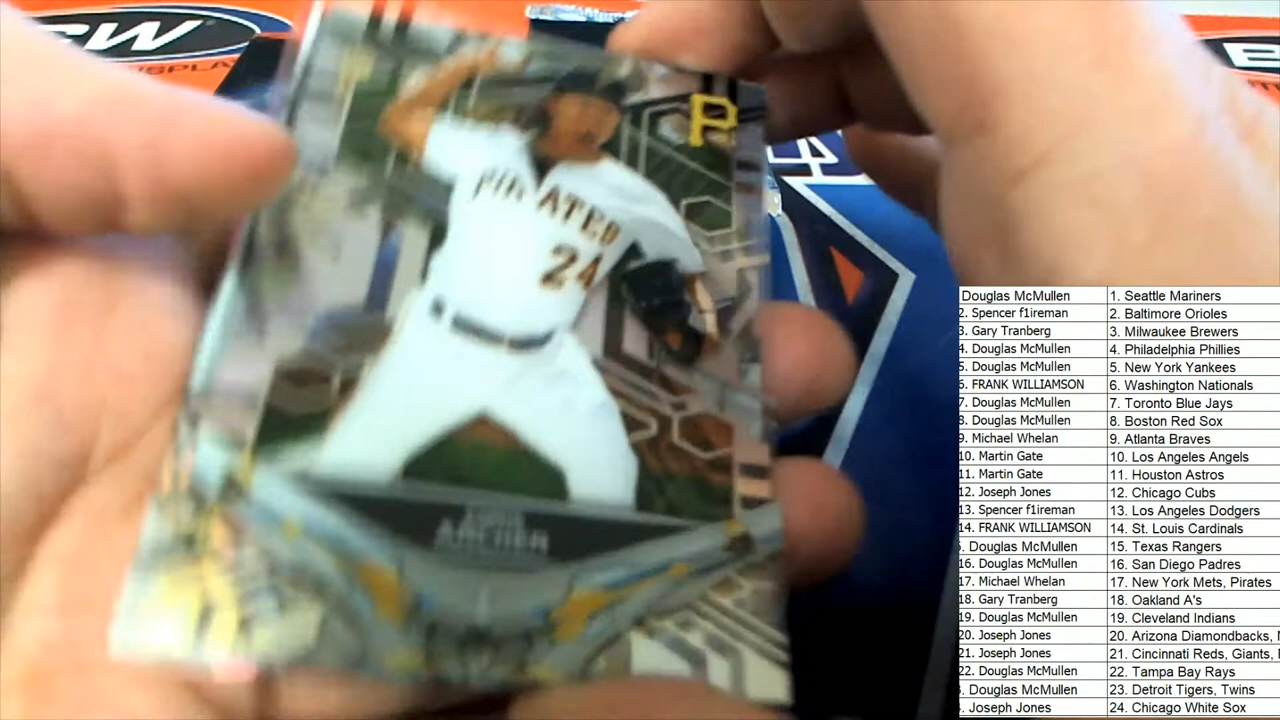 CW
P
PIRATES
24
ARCHER
Douglas McMullen 1. Seattle Mariners
2. Spencer f1ireman 2. Baltimore Orioles
3. Gary Tranberg 3. Milwaukee Brewers
4. Douglas McMullen 4. Philadelphia Phillies
5. Douglas McMullen 5. New York Yankees
6. FRANK WILLIAMSON 6. Washington Nationals
7. Douglas McMullen 7. Toronto Blue Jays
8. Douglas McMullen 8. Boston Red Sox
9. Michael Whelan 9. Atlanta Braves
10. Martin Gate 10. Los Angeles Angels
11. Martin Gate 11. Houston Astros
12. Joseph Jones 12. Chicago Cubs
13. Spencer f1ireman 13. Los Angeles Dodgers
14. FRANK WILLIAMSON 14. St. Louis Cardinals
5. Douglas McMullen 15. Texas Rangers
16. Douglas McMullen 16. San Diego Padres
17. Michael Whelan 17. New York Mets, Pirates
18. Gary Tranberg 18. Oakland A's
19. Douglas McMullen 19. Cleveland Indians
20. Joseph Jones 20. Arizona Diamondbacks,
21. Joseph Jones 21. Cincinnati Reds, Giants,
22. Douglas McMullen 22. Tampa Bay Rays
3. Douglas McMullen 23. Detroit Tigers, Twins
Joseph Jones 24. Chicago White Sox